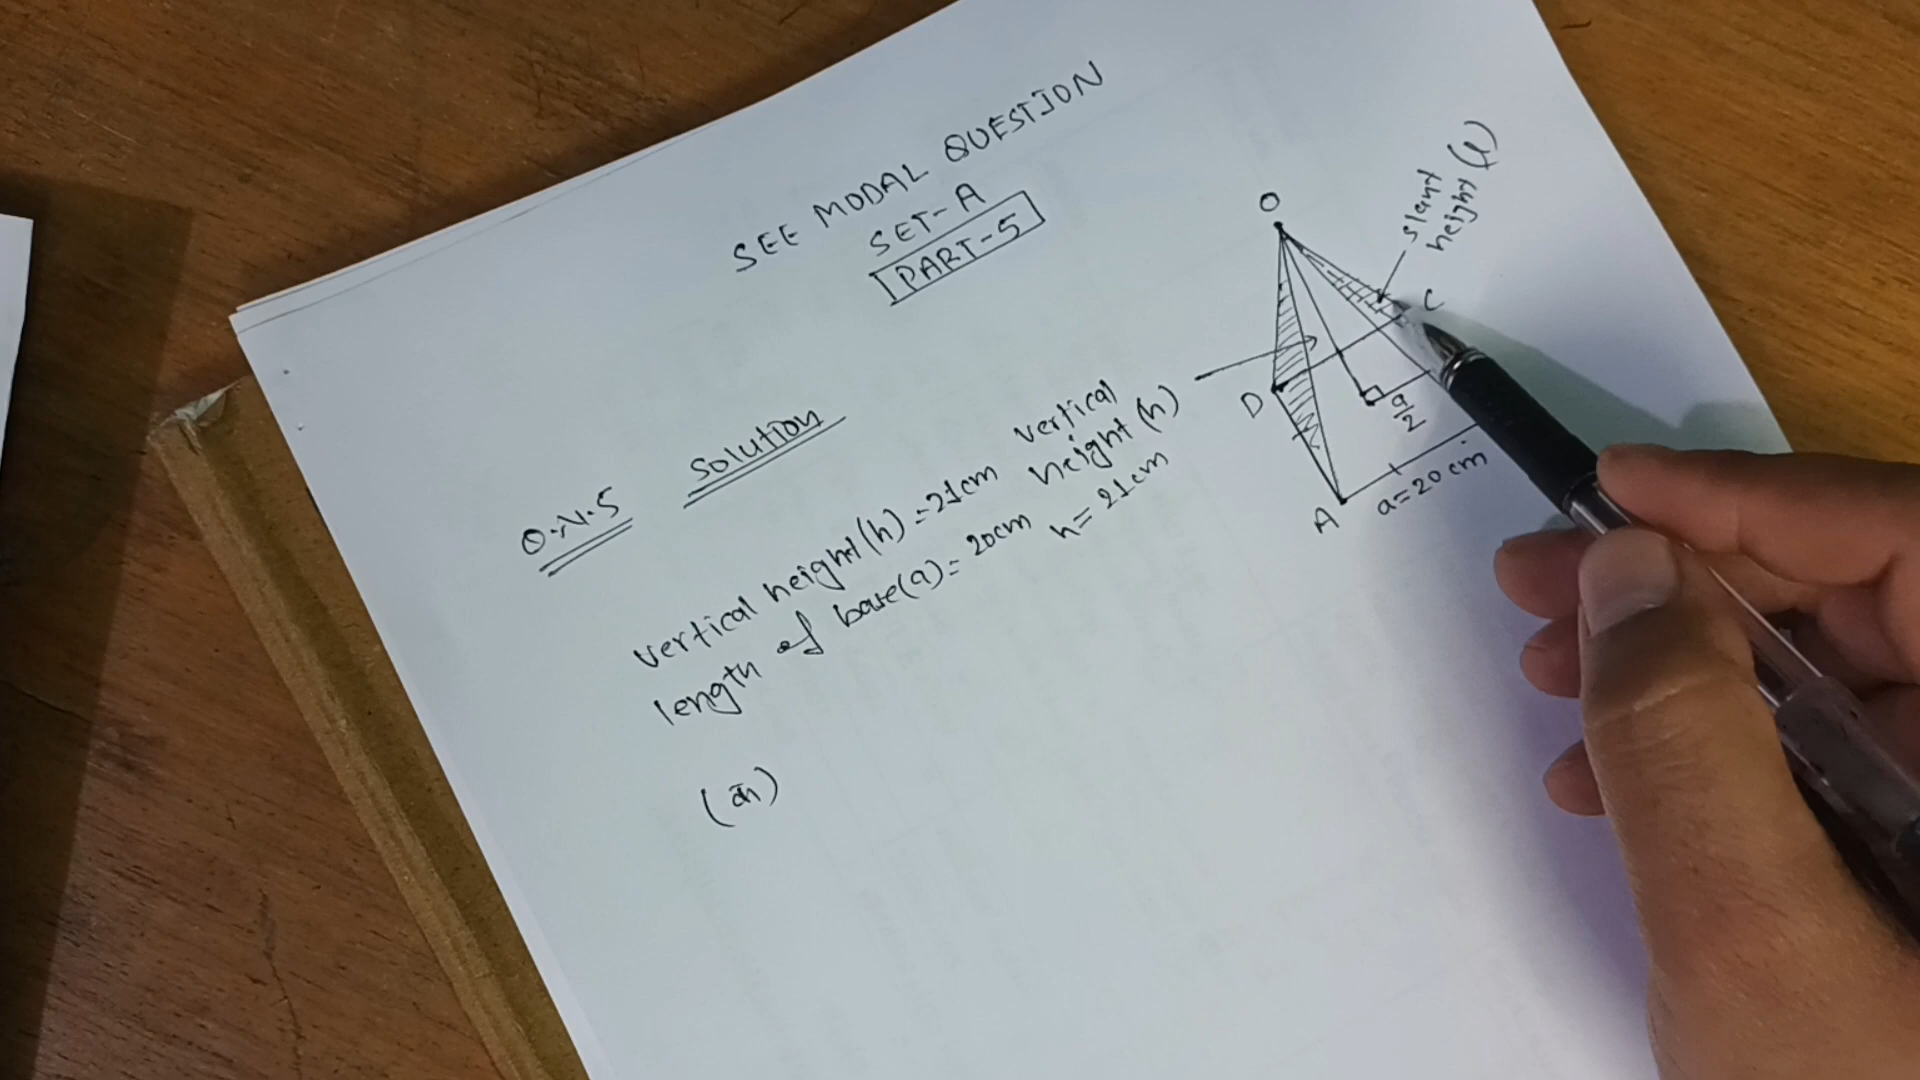 SEE MODAL QUESTION
SET-A
PART-5
Q.N.5 Solution
Vertical height (h) = 21cm
length of base (a) = 20cm
vertical
height (h)
h = 21cm
(a)
O
slant
height (l)
C
D
a/2
A
a = 20 cm